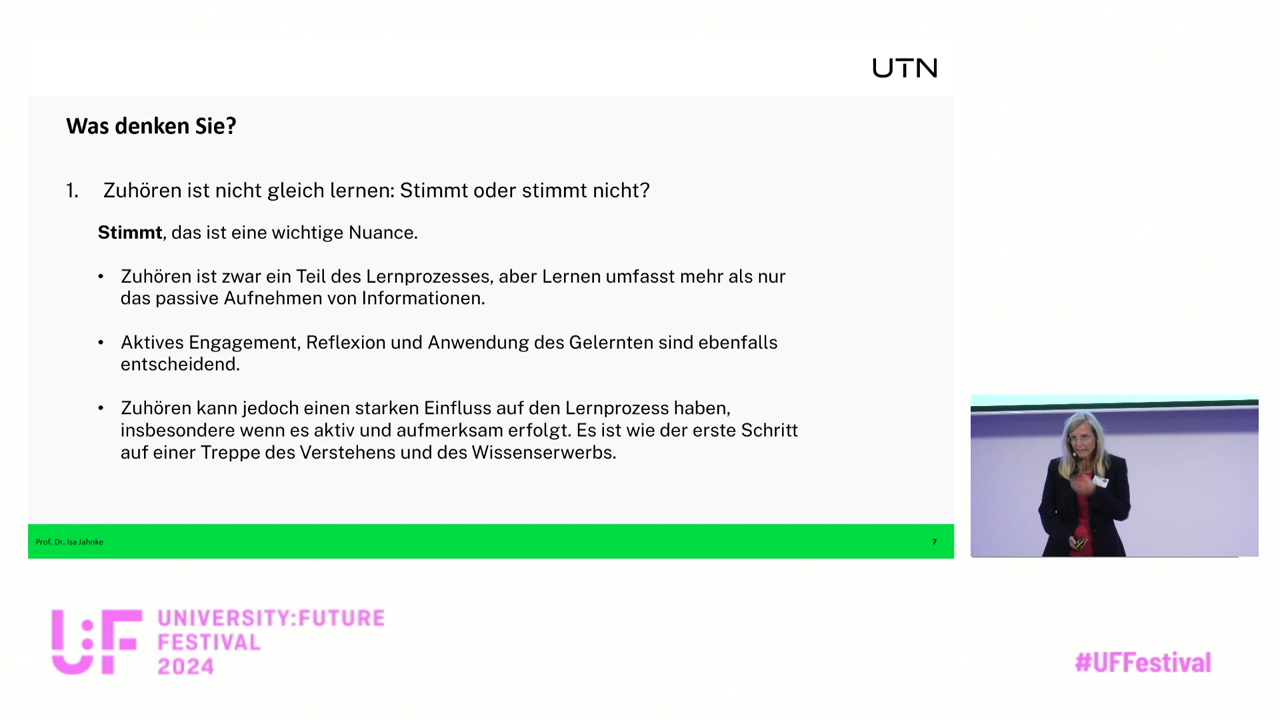 UTN
Was denken Sie?
1. Zuhören ist nicht gleich lernen: Stimmt oder stimmt nicht?
Stimmt, das ist eine wichtige Nuance.
• Zuhören ist zwar ein Teil des Lernprozesses, aber Lernen umfasst mehr als nur
das passive Aufnehmen von Informationen.
• Aktives Engagement, Reflexion und Anwendung des Gelernten sind ebenfalls
entscheidend.
• Zuhören kann jedoch einen starken Einfluss auf den Lernprozess haben,
insbesondere wenn es aktiv und aufmerksam erfolgt. Es ist wie der erste Schritt
auf einer Treppe des Verstehens und des Wissenserwerbs.
Prof. Dr. Isa Jahnke
7
U:F
UNIVERSITY:FUTURE
FESTIVAL
2024
#UFFestival